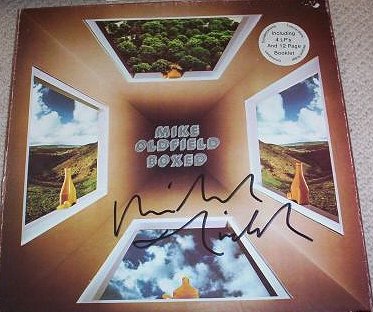 Including
4 LP's
And 12 Page
Booklet
MIKE
OLDFIELD
BOXED